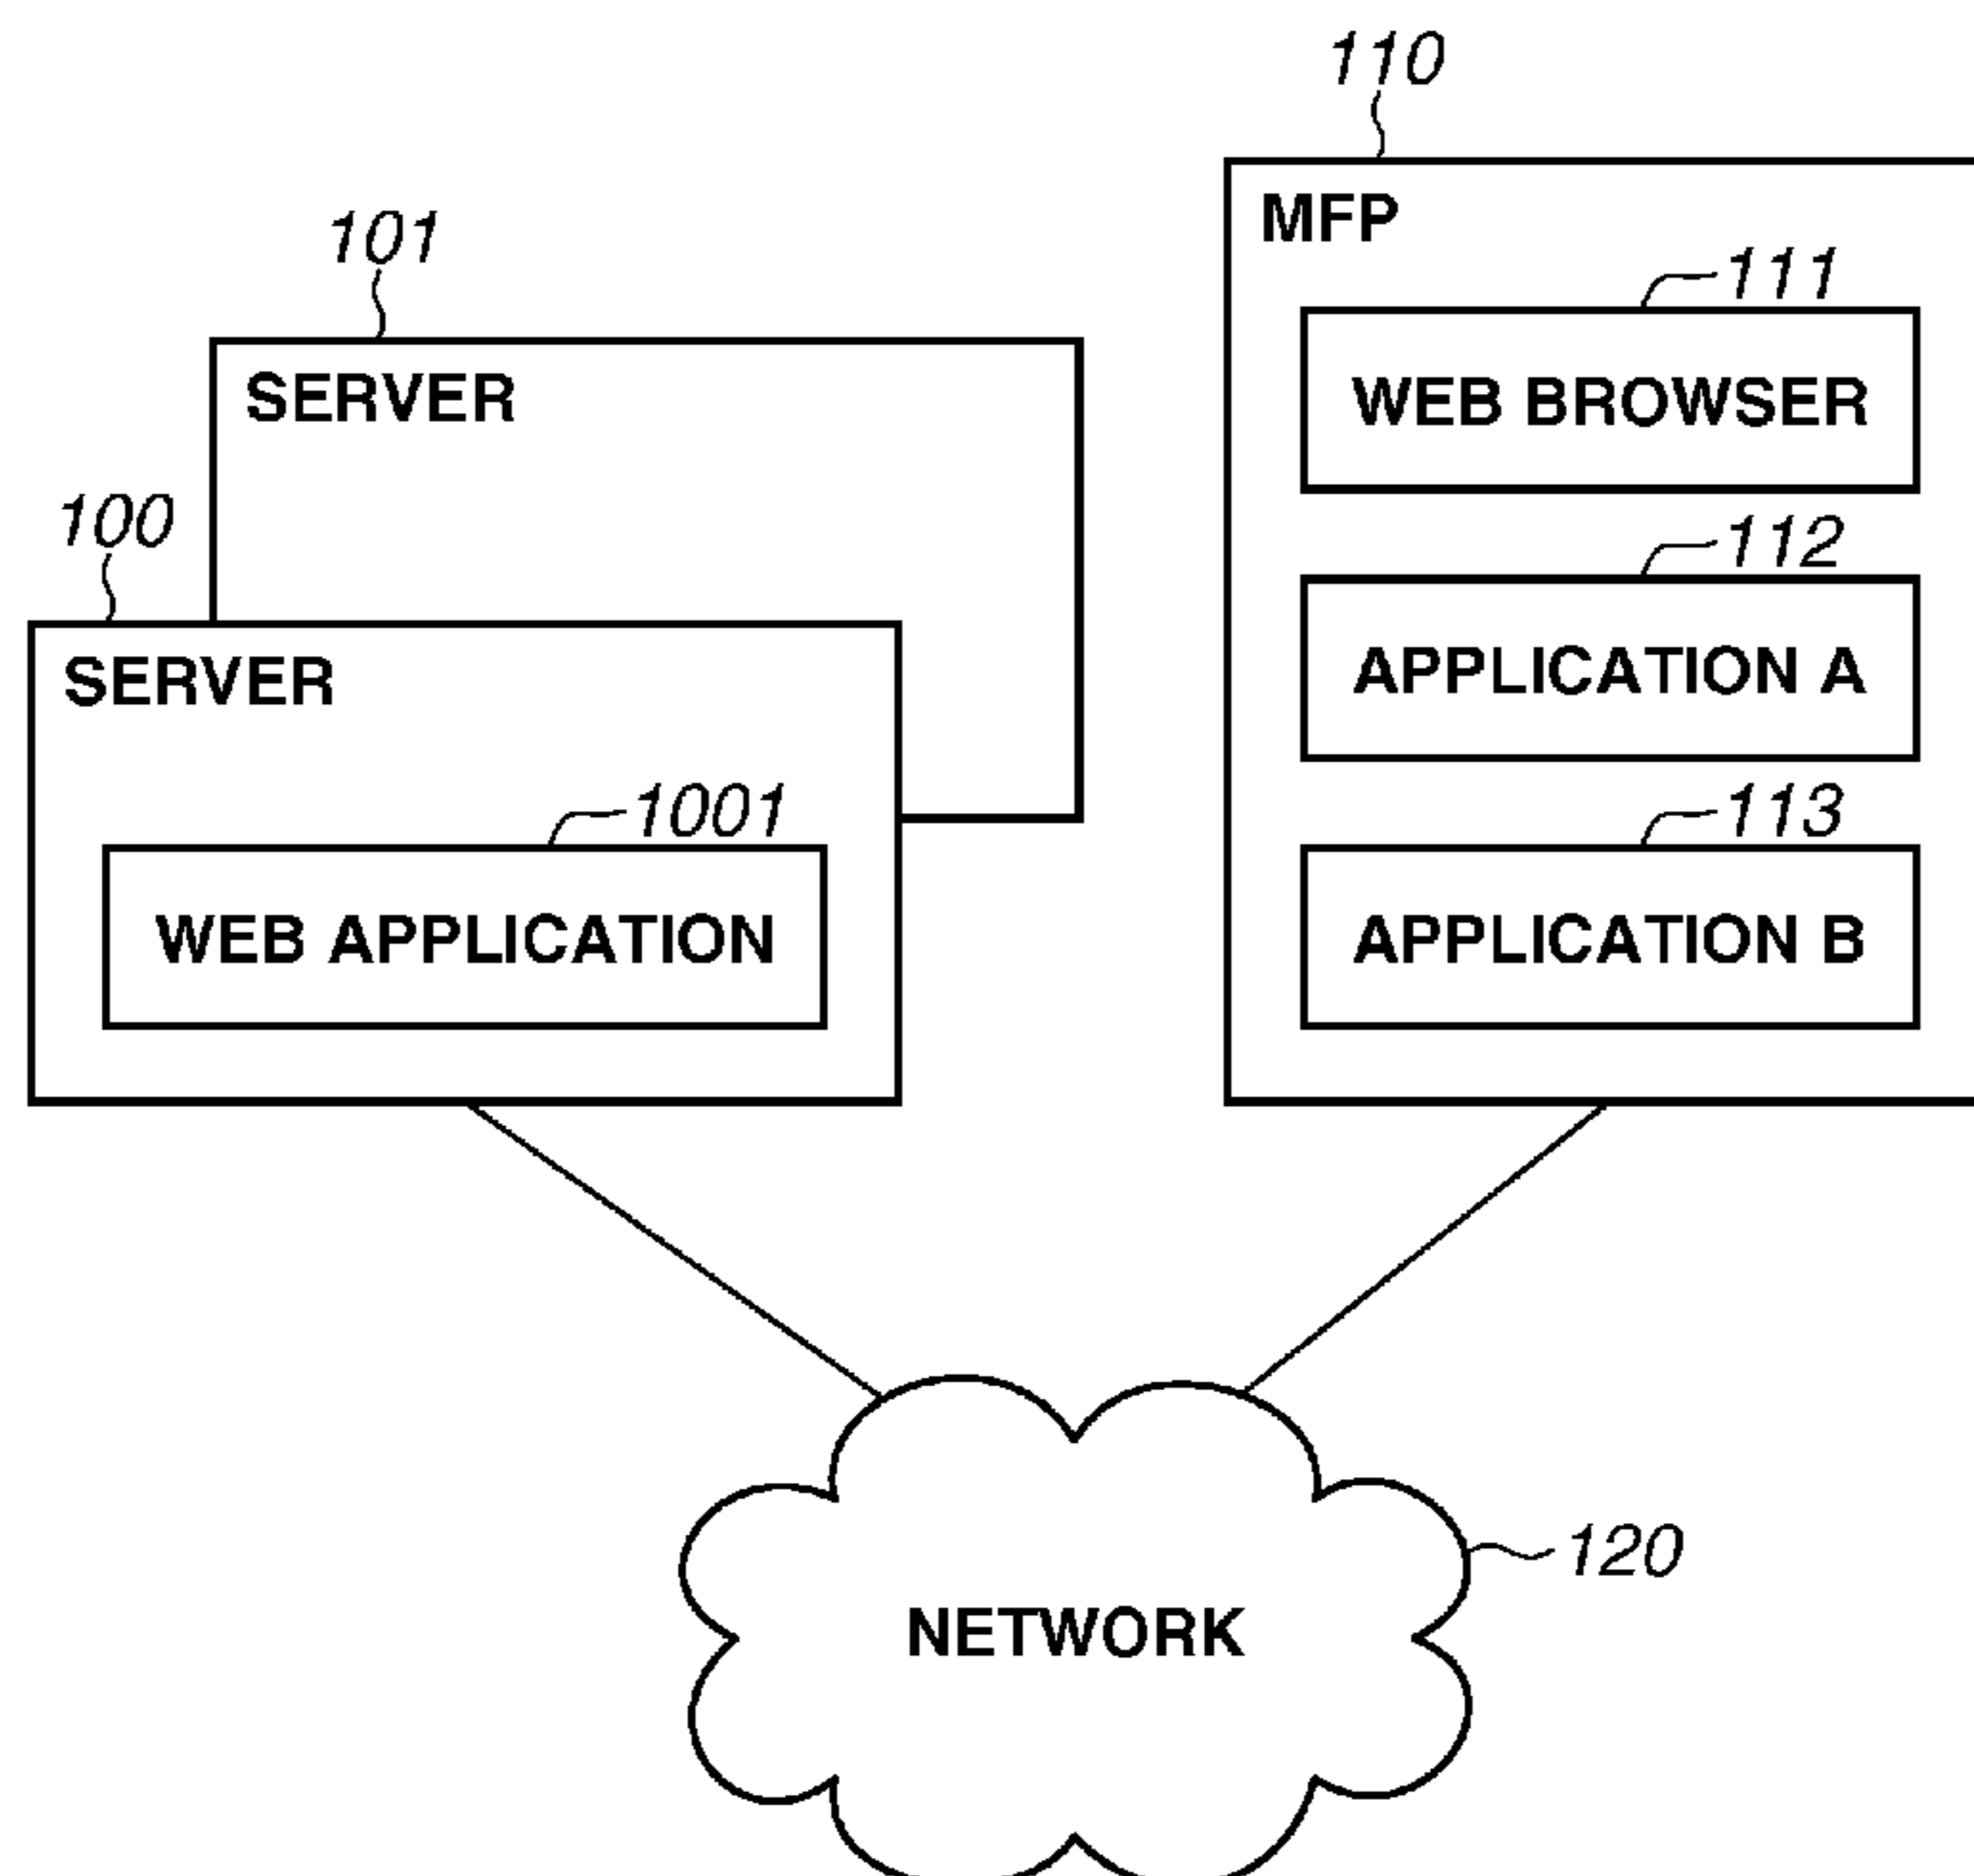 110
MFP
101
111
SERVER
WEB BROWSER
100
112
SERVER
APPLICATION A
1001
113
WEB APPLICATION
APPLICATION B
120
NETWORK